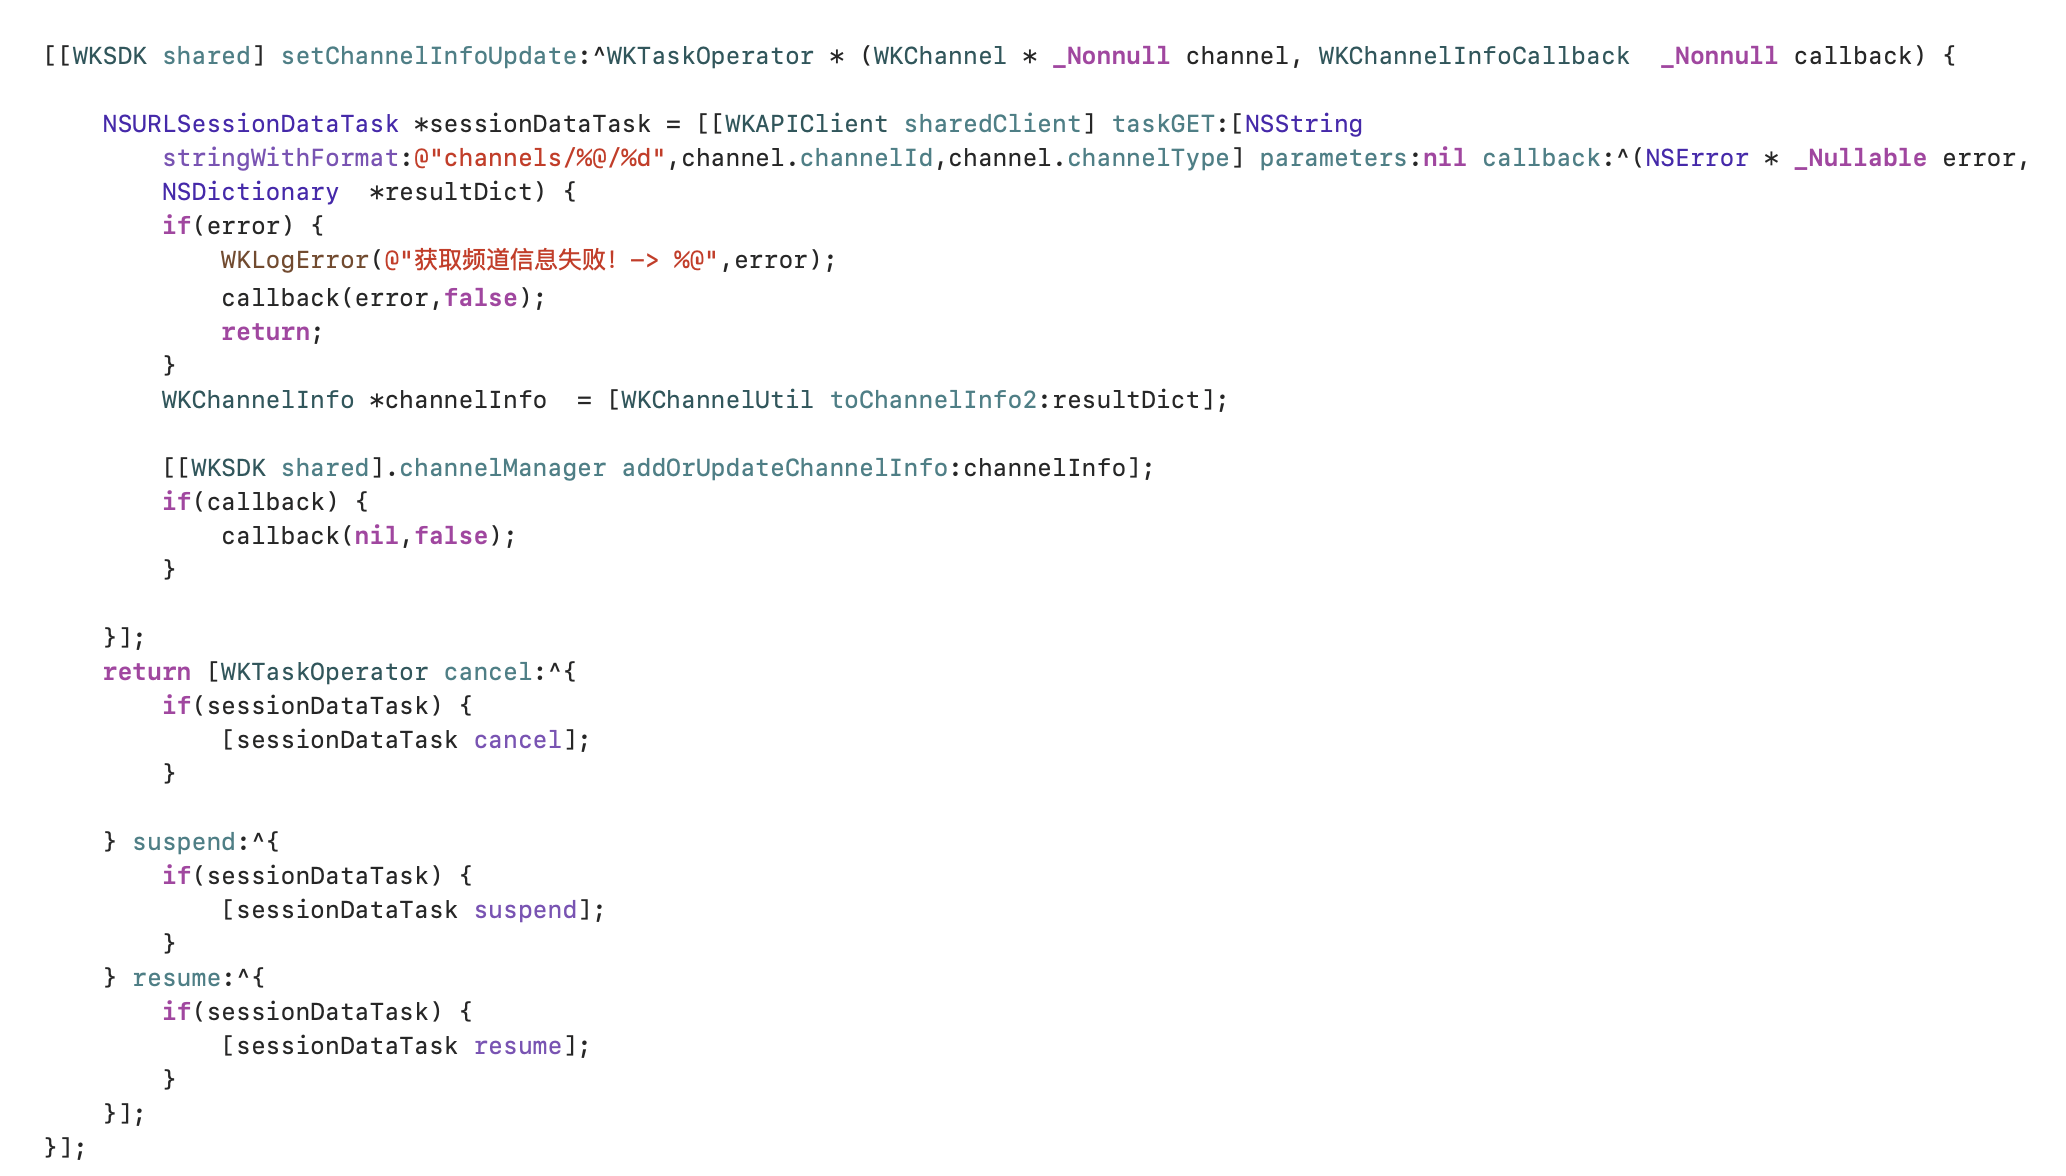 [[WKSDK shared] setChannelInfoUpdate:^WKTaskOperator * (WKChannel * _Nonnull channel, WKChannelInfoCallback  _Nonnull callback) {
    NSURLSessionDataTask *sessionDataTask = [[WKAPIClient sharedClient] taskGET:[NSString
        stringWithFormat:@"channels/%@/%d",channel.channelId,channel.channelType] parameters:nil callback:^(NSError * _Nullable error,
        NSDictionary  *resultDict) {
        if(error) {
            WKLogError(@"获取频道信息失败！-> %@",error);
            callback(error,false);
            return;
        }
        WKChannelInfo *channelInfo  = [WKChannelUtil toChannelInfo2:resultDict];
        [[WKSDK shared].channelManager addOrUpdateChannelInfo:channelInfo];
        if(callback) {
            callback(nil,false);
        }
    }];
    return [WKTaskOperator cancel:^{
        if(sessionDataTask) {
            [sessionDataTask cancel];
        }
    } suspend:^{
        if(sessionDataTask) {
            [sessionDataTask suspend];
        }
    } resume:^{
        if(sessionDataTask) {
            [sessionDataTask resume];
        }
    }];
}];